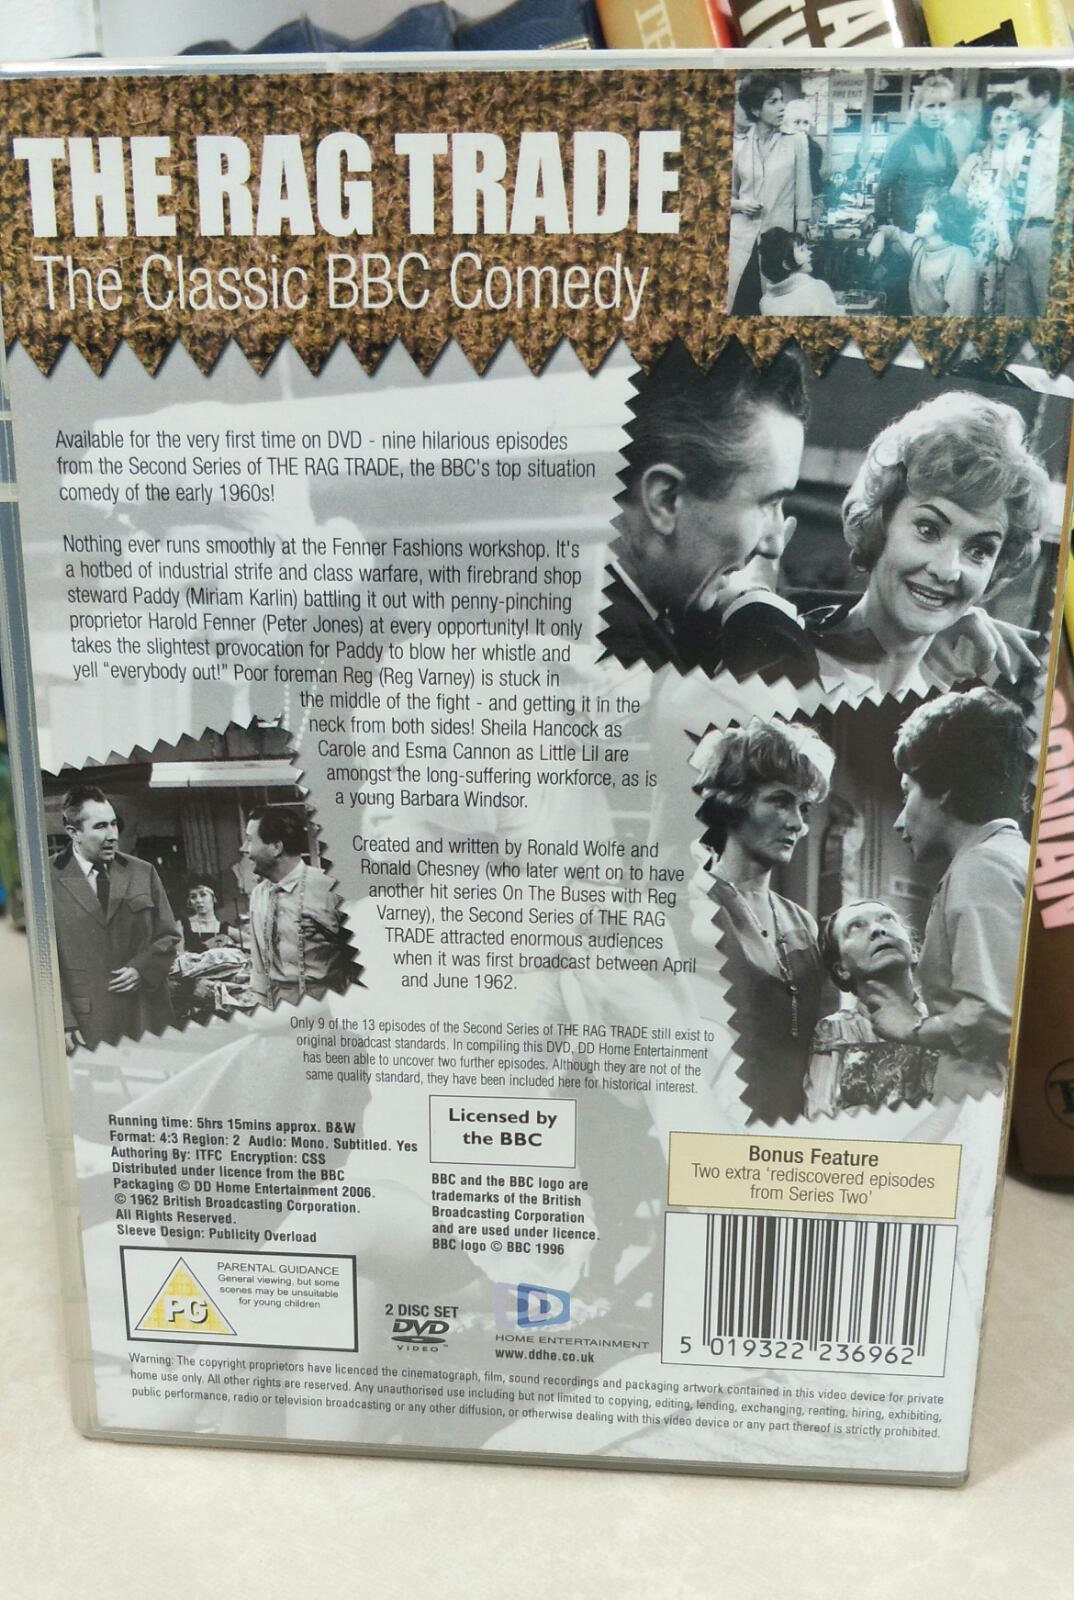 THE RAG TRADE
The Classic BBC Comedy
Available for the very first time on DVD - nine hilarious episodes
from the Second Series of THE RAG TRADE, the BBC's top situation
comedy of the early 1960s!
Nothing ever runs smoothly at the Fenner Fashions workshop. It's
a hotbed of industrial strife and class warfare, with firebrand shop
steward Paddy (Miriam Karlin) battling it out with penny-pinching
proprietor Harold Fenner (Peter Jones) at every opportunity! It only
takes the slightest provocation for Paddy to blow her whistle and
yell "everybody out!" Poor foreman Reg (Reg Varney) is stuck in
the middle of the fight - and getting it in the
neck from both sides! Sheila Hancock as
Carole and Esma Cannon as Little Lil are
amongst the long-suffering workforce, as is
a young Barbara Windsor.
Created and written by Ronald Wolfe and
Ronald Chesney (who later went on to have
another hit series On The Buses with Reg
Varney), the Second Series of THE RAG
TRADE attracted enormous audiences
when it was first broadcast between April
and June 1962.
Only 9 of the 13 episodes of the Second Series of THE RAG TRADE still exist to
original broadcast standards. In compiling this DVD, DD Home Entertainment
has been able to uncover two further episodes. Although they are not of the
same quality standard, they have been included here for historical interest.
Running time: 5hrs 15mins approx. B&W
Format: 4:3 Region: 2 Audio: Mono. Subtitled. Yes
Authoring By: ITFC Encryption: CSS
Distributed under licence from the BBC
Packaging © DD Home Entertainment 2006.
© 1962 British Broadcasting Corporation.
All Rights Reserved.
Sleeve Design: Publicity Overload
Licensed by
the BBC
BBC and the BBC logo are
trademarks of the British
Broadcasting Corporation
and are used under licence.
BBC logo © BBC 1996
Bonus Feature
Two extra 'rediscovered episodes
from Series Two'
PG
PARENTAL GUIDANCE
General viewing, but some
scenes may be unsuitable
for young children
2 DISC SET
DVD
VIDEO™
DD
HOME ENTERTAINMENT
www.ddhe.co.uk
5 019322 236962
Warning: The copyright proprietors have licenced the cinematograph, film, sound recordings and packaging artwork contained in this video device for private
home use only. All other rights are reserved. Any unauthorised use including but not limited to copying, editing, lending, exchanging, renting, hiring, exhibiting,
public performance, radio or television broadcasting or any other diffusion, or otherwise dealing with this video device or any part thereof is strictly prohibited.